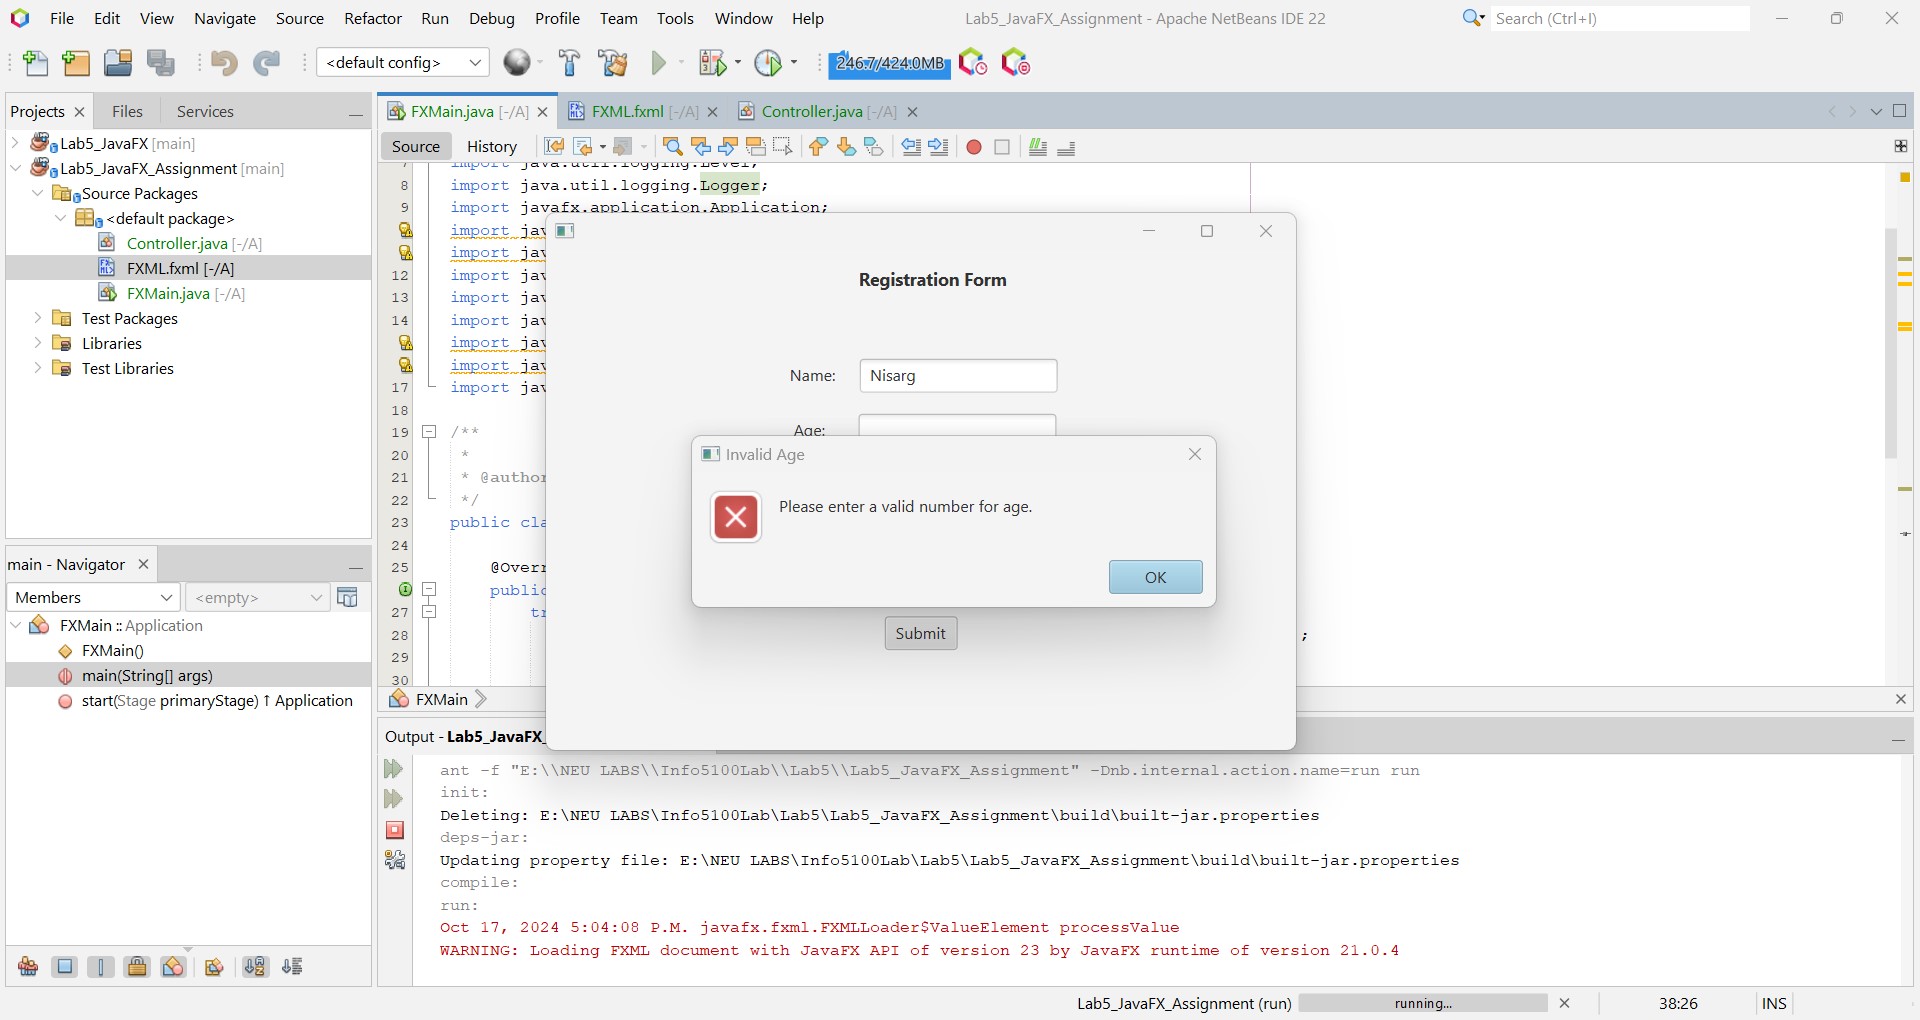 File Edit View Navigate Source Refactor Run Debug Profile Team Tools Window Help
Lab5_JavaFX_Assignment - Apache NetBeans IDE 22
Search (Ctrl+I)
<default config>
246.7/424.0MB
Projects Files Services
Lab5_JavaFX [main]
Lab5_JavaFX_Assignment [main]
Source Packages
<default package>
Controller.java [-/A]
FXML.fxml [-/A]
FXMain.java [-/A]
Test Packages
Libraries
Test Libraries
main - Navigator
Members
<empty>
FXMain :: Application
FXMain()
main(String[] args)
start(Stage primaryStage) ↑ Application
FXMain.java [-/A] FXML.fxml [-/A] Controller.java [-/A]
Source History
7 import java.util.logging.Level;
8 import java.util.logging.Logger;
9 import javafx.application.Application;
import jav
import jav
12 import jav
13 import jav
14 import jav
import jav
import jav
17 import jav
18
19 /**
20 *
21 * @author
22 */
23 public cla
24
25 @Overr
public
27 tr
28 ;
29
30
FXMain
Registration Form
Name: Nisarg
Age:
Invalid Age
Please enter a valid number for age.
OK
Submit
Output - Lab5_JavaFX_
ant -f "E:\\NEU LABS\\Info5100Lab\\Lab5\\Lab5_JavaFX_Assignment" -Dnb.internal.action.name=run run
init:
Deleting: E:\NEU LABS\Info5100Lab\Lab5\Lab5_JavaFX_Assignment\build\built-jar.properties
deps-jar:
Updating property file: E:\NEU LABS\Info5100Lab\Lab5\Lab5_JavaFX_Assignment\build\built-jar.properties
compile:
run:
Oct 17, 2024 5:04:08 P.M. javafx.fxml.FXMLLoader$ValueElement processValue
WARNING: Loading FXML document with JavaFX API of version 23 by JavaFX runtime of version 21.0.4
Lab5_JavaFX_Assignment (run) running... 38:26 INS